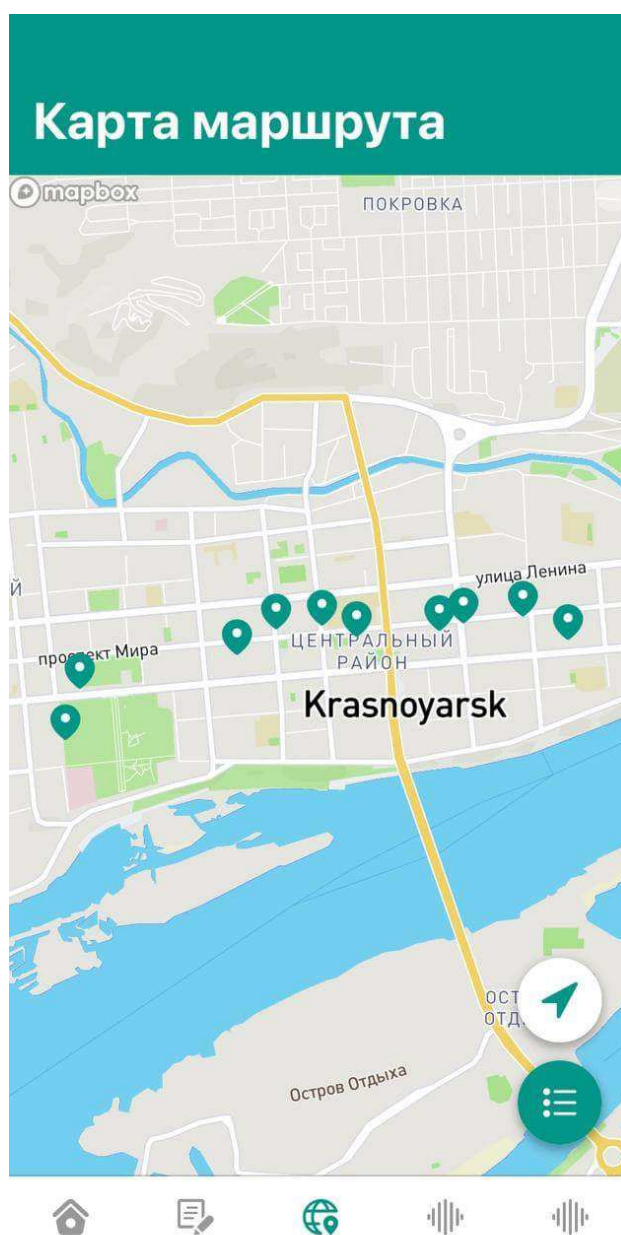 Карта маршрута
mapbox
ПОКРОВКА
Й
улица Ленина
проспект Мира
ЦЕНТРАЛЬНЫЙ
РАЙОН
Krasnoyarsk
ОСТ
ОТД
Остров Отдыха